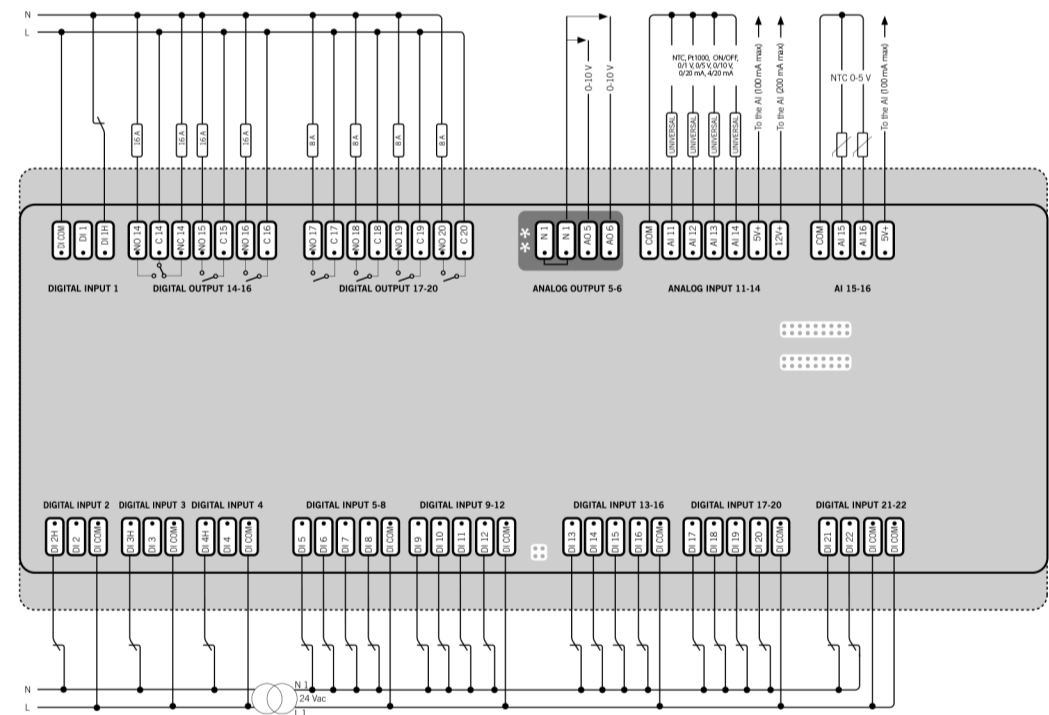 N
L
16 A
16 A
16 A
16 A
8 A
8 A
8 A
8 A
0-10 V
0-10 V
NTC, Pt1000, ON/OFF,
0/1 V, 0/5 V, 0/10 V,
0/20 mA, 4/20 mA
UNIVERSAL
UNIVERSAL
UNIVERSAL
UNIVERSAL
To the AI (100 mA max)
To the AI (200 mA max)
NTC 0-5 V
To the AI (100 mA max)
DI COM
DI 1
DI 1H
NO 14
C 14
NC 14
NO 15
C 15
NO 16
C 16
NO 17
C 17
NO 18
C 18
NO 19
C 19
NO 20
C 20
**
N 1
N 1
AO 5
AO 6
COM
AI 11
AI 12
AI 13
AI 14
5V+
12V+
COM
AI 15
AI 16
5V+
DIGITAL INPUT 1
DIGITAL OUTPUT 14-16
DIGITAL OUTPUT 17-20
ANALOG OUTPUT 5-6
ANALOG INPUT 11-14
AI 15-16
DIGITAL INPUT 2
DIGITAL INPUT 3
DIGITAL INPUT 4
DIGITAL INPUT 5-8
DIGITAL INPUT 9-12
DIGITAL INPUT 13-16
DIGITAL INPUT 17-20
DIGITAL INPUT 21-22
DI 2H
DI 2
DI COM
DI 3H
DI 3
DI COM
DI 4H
DI 4
DI COM
DI 5
DI 6
DI 7
DI 8
DI COM
DI 9
DI 10
DI 11
DI 12
DI COM
DI 13
DI 14
DI 15
DI 16
DI COM
DI 17
DI 18
DI 19
DI 20
DI COM
DI 21
DI 22
DI COM
DI COM
N
N 1
24 Vac
L
L 1